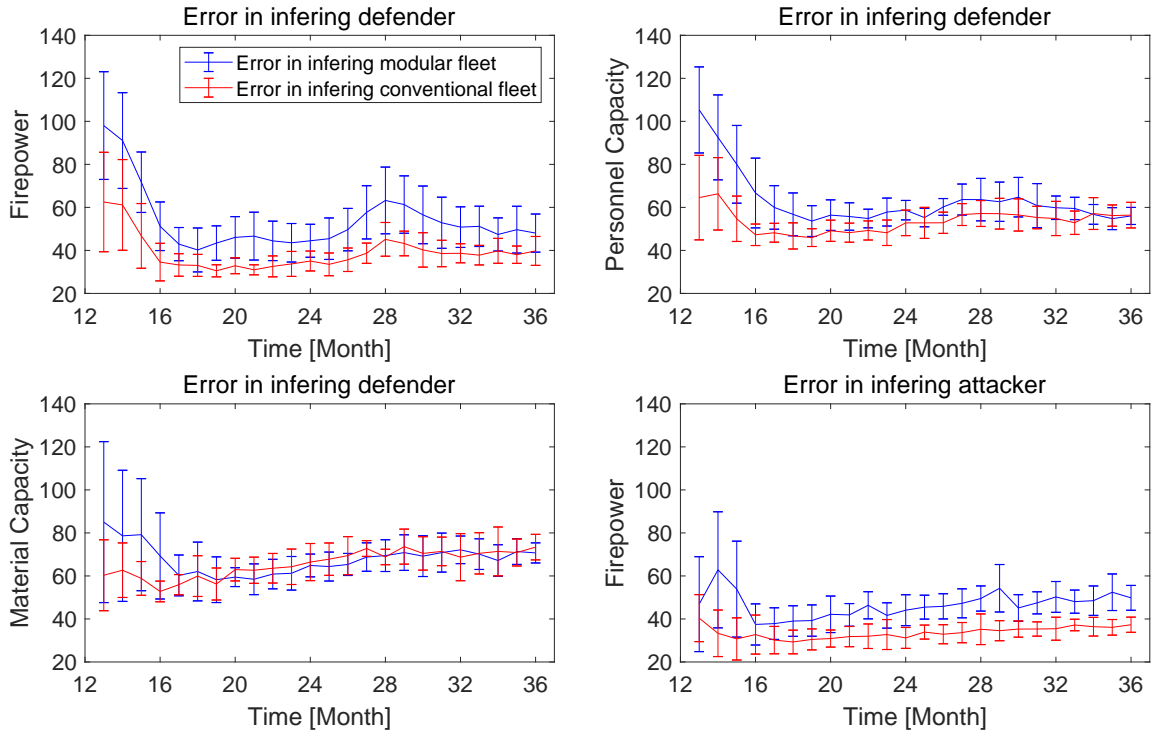 Error in infering defender
140
120
100
80
60
40
20
Firepower
Error in infering modular fleet
Error in infering conventional fleet
12 16 20 24 28 32 36
Time [Month]
Error in infering defender
140
120
100
80
60
40
20
Personnel Capacity
12 16 20 24 28 32 36
Time [Month]
Error in infering defender
140
120
100
80
60
40
20
Material Capacity
12 16 20 24 28 32 36
Time [Month]
Error in infering attacker
140
120
100
80
60
40
20
Firepower
12 16 20 24 28 32 36
Time [Month]